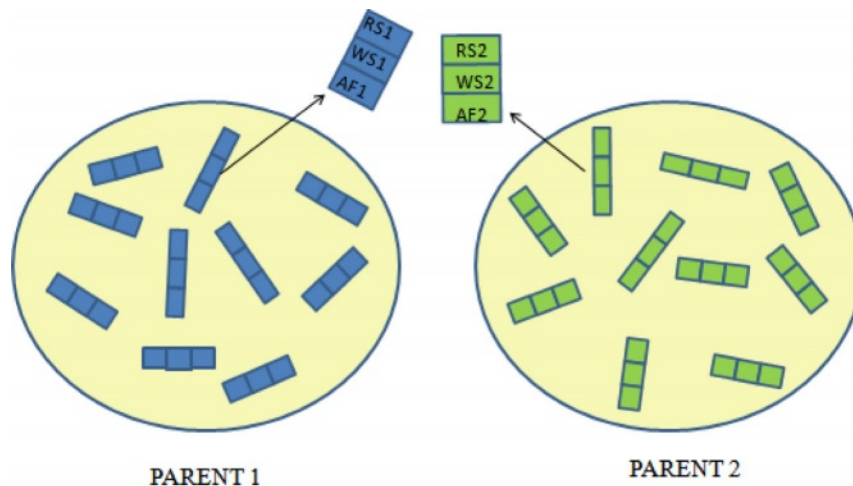 RS1
WS1
AF1
RS2
WS2
AF2
PARENT 1
PARENT 2